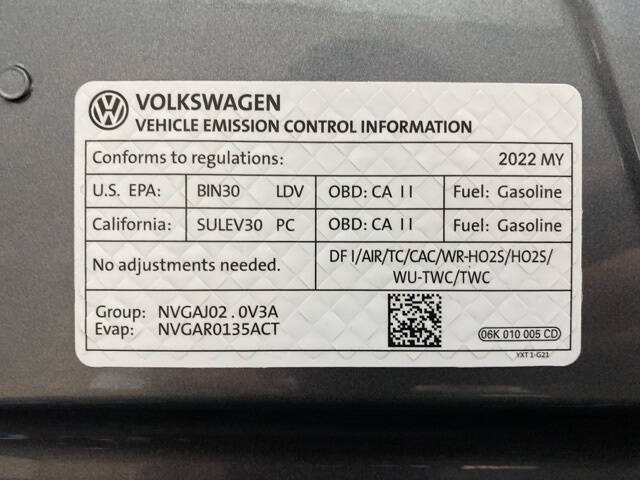 VOLKSWAGEN
VEHICLE EMISSION CONTROL INFORMATION
Conforms to regulations: 2022 MY
U.S. EPA: BIN30 LDV OBD: CA II Fuel: Gasoline
California: SULEV30 PC OBD: CA II Fuel: Gasoline
No adjustments needed.
DF I/AIR/TC/CAC/WR-HO2S/HO2S/
WU-TWC/TWC
Group: NVGAJ02.0V3A
Evap: NVGAR0135ACT
06K 010 005 CD
YXT 1-G21